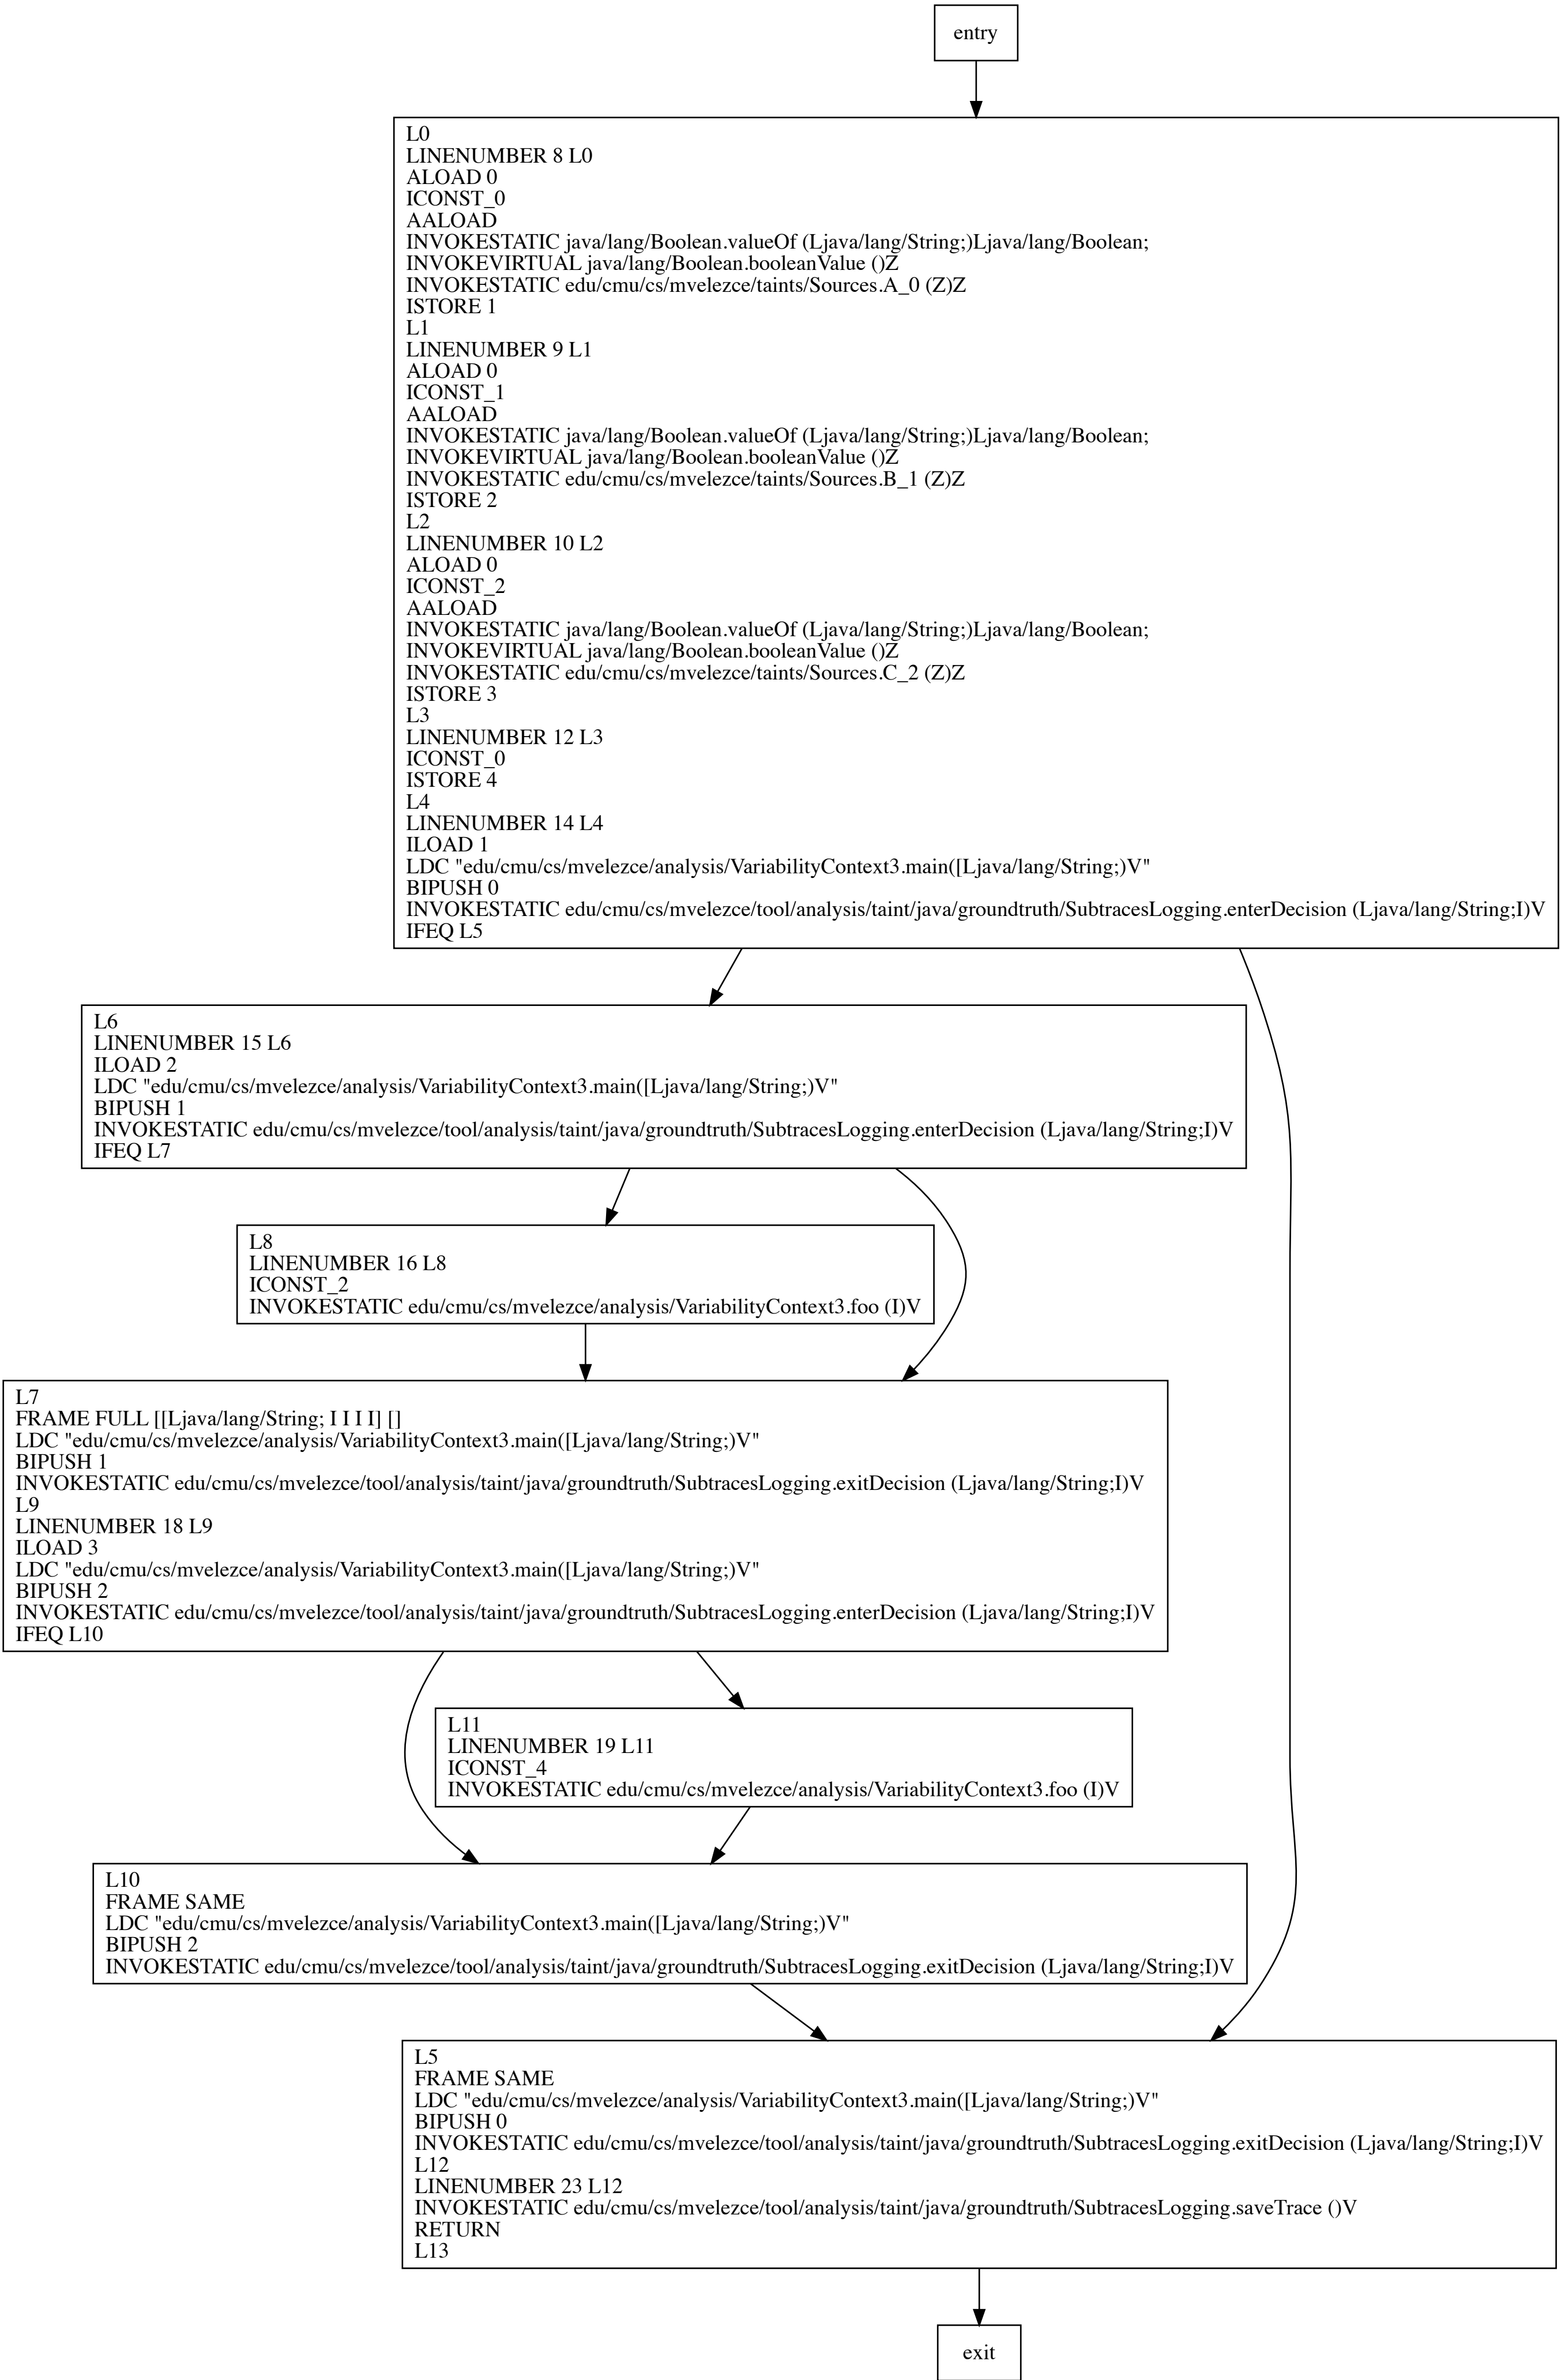 entry
L0
LINENUMBER 8 L0
ALOAD 0
ICONST_0
AALOAD
INVOKESTATIC java/lang/Boolean.valueOf (Ljava/lang/String;)Ljava/lang/Boolean;
INVOKEVIRTUAL java/lang/Boolean.booleanValue ()Z
INVOKESTATIC edu/cmu/cs/mvelezce/taints/Sources.A_0 (Z)Z
ISTORE 1
L1
LINENUMBER 9 L1
ALOAD 0
ICONST_1
AALOAD
INVOKESTATIC java/lang/Boolean.valueOf (Ljava/lang/String;)Ljava/lang/Boolean;
INVOKEVIRTUAL java/lang/Boolean.booleanValue ()Z
INVOKESTATIC edu/cmu/cs/mvelezce/taints/Sources.B_1 (Z)Z
ISTORE 2
L2
LINENUMBER 10 L2
ALOAD 0
ICONST_2
AALOAD
INVOKESTATIC java/lang/Boolean.valueOf (Ljava/lang/String;)Ljava/lang/Boolean;
INVOKEVIRTUAL java/lang/Boolean.booleanValue ()Z
INVOKESTATIC edu/cmu/cs/mvelezce/taints/Sources.C_2 (Z)Z
ISTORE 3
L3
LINENUMBER 12 L3
ICONST_0
ISTORE 4
L4
LINENUMBER 14 L4
ILOAD 1
LDC "edu/cmu/cs/mvelezce/analysis/VariabilityContext3.main([Ljava/lang/String;)V"
BIPUSH 0
INVOKESTATIC edu/cmu/cs/mvelezce/tool/analysis/taint/java/groundtruth/SubtracesLogging.enterDecision (Ljava/lang/String;I)V
IFEQ L5
L6
LINENUMBER 15 L6
ILOAD 2
LDC "edu/cmu/cs/mvelezce/analysis/VariabilityContext3.main([Ljava/lang/String;)V"
BIPUSH 1
INVOKESTATIC edu/cmu/cs/mvelezce/tool/analysis/taint/java/groundtruth/SubtracesLogging.enterDecision (Ljava/lang/String;I)V
IFEQ L7
L8
LINENUMBER 16 L8
ICONST_2
INVOKESTATIC edu/cmu/cs/mvelezce/analysis/VariabilityContext3.foo (I)V
L7
FRAME FULL [[Ljava/lang/String; I I I I] []
LDC "edu/cmu/cs/mvelezce/analysis/VariabilityContext3.main([Ljava/lang/String;)V"
BIPUSH 1
INVOKESTATIC edu/cmu/cs/mvelezce/tool/analysis/taint/java/groundtruth/SubtracesLogging.exitDecision (Ljava/lang/String;I)V
L9
LINENUMBER 18 L9
ILOAD 3
LDC "edu/cmu/cs/mvelezce/analysis/VariabilityContext3.main([Ljava/lang/String;)V"
BIPUSH 2
INVOKESTATIC edu/cmu/cs/mvelezce/tool/analysis/taint/java/groundtruth/SubtracesLogging.enterDecision (Ljava/lang/String;I)V
IFEQ L10
L11
LINENUMBER 19 L11
ICONST_4
INVOKESTATIC edu/cmu/cs/mvelezce/analysis/VariabilityContext3.foo (I)V
L10
FRAME SAME
LDC "edu/cmu/cs/mvelezce/analysis/VariabilityContext3.main([Ljava/lang/String;)V"
BIPUSH 2
INVOKESTATIC edu/cmu/cs/mvelezce/tool/analysis/taint/java/groundtruth/SubtracesLogging.exitDecision (Ljava/lang/String;I)V
L5
FRAME SAME
LDC "edu/cmu/cs/mvelezce/analysis/VariabilityContext3.main([Ljava/lang/String;)V"
BIPUSH 0
INVOKESTATIC edu/cmu/cs/mvelezce/tool/analysis/taint/java/groundtruth/SubtracesLogging.exitDecision (Ljava/lang/String;I)V
L12
LINENUMBER 23 L12
INVOKESTATIC edu/cmu/cs/mvelezce/tool/analysis/taint/java/groundtruth/SubtracesLogging.saveTrace ()V
RETURN
L13
exit